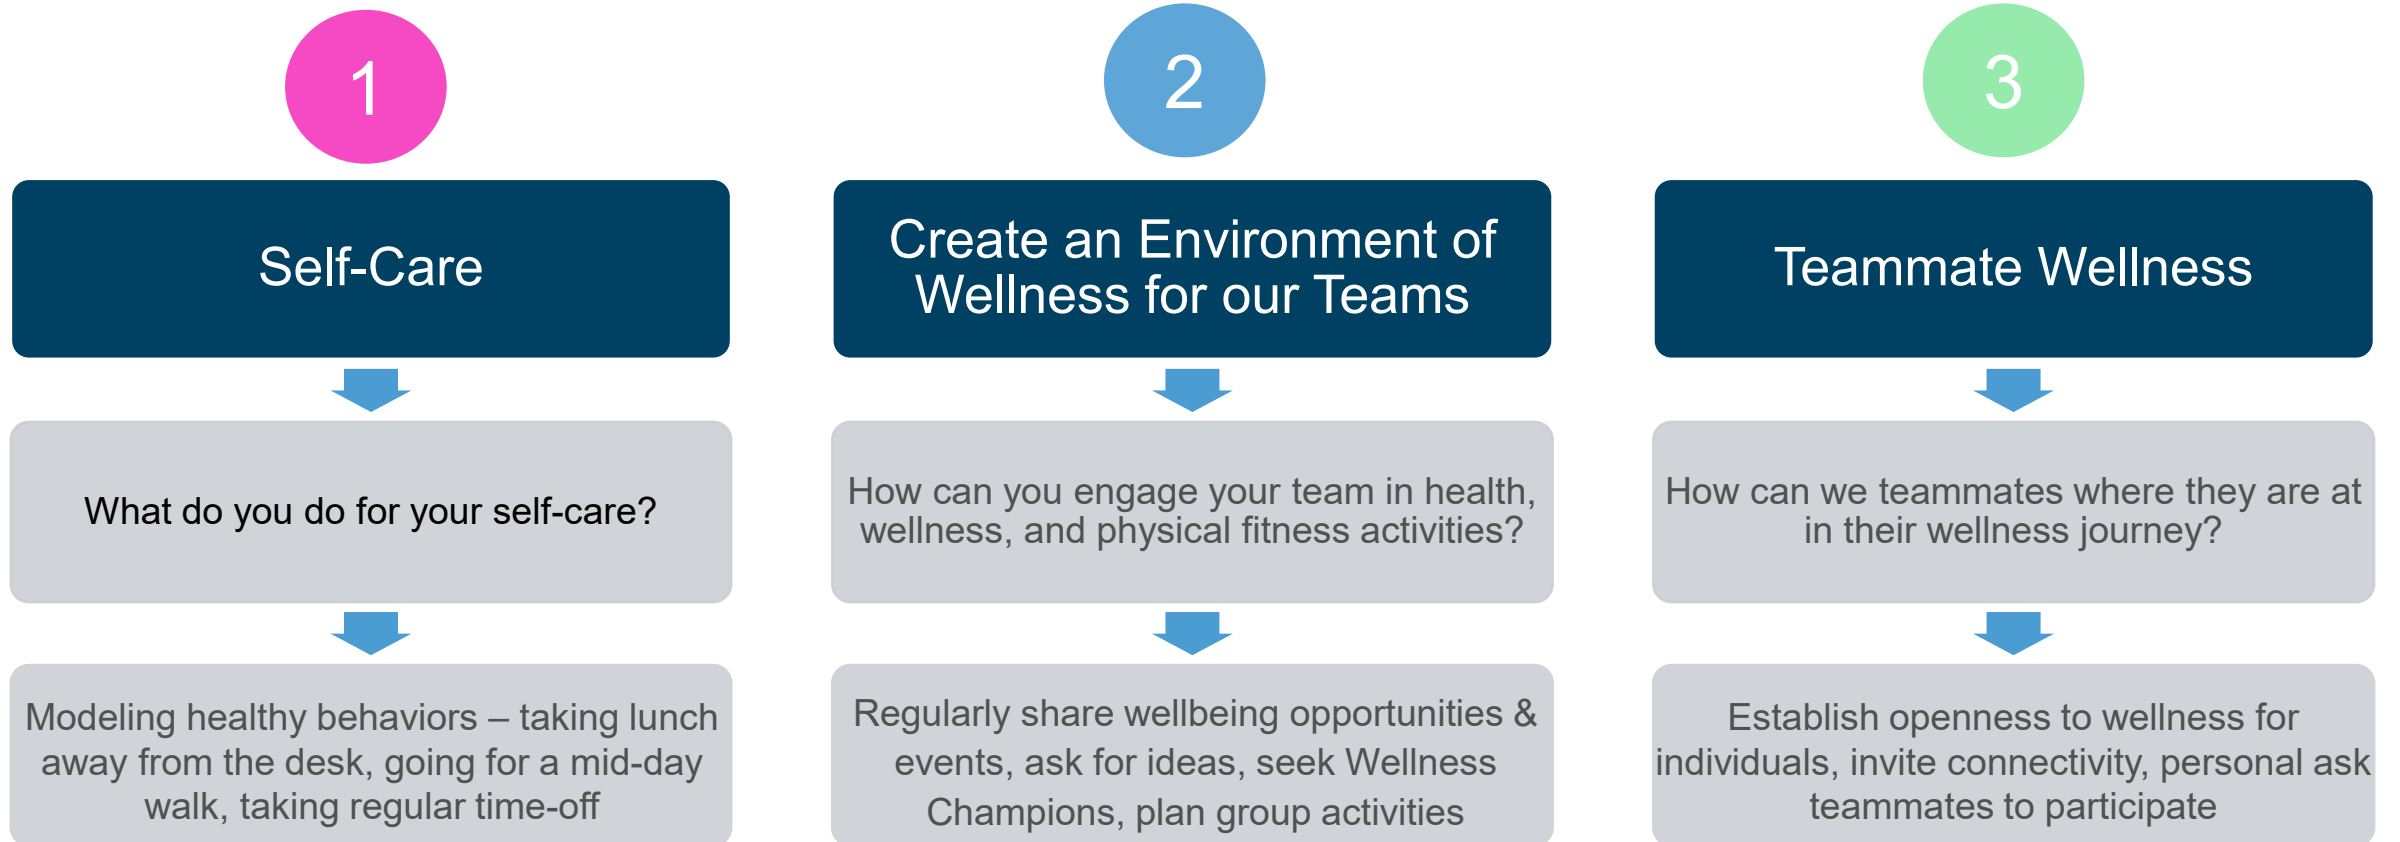 1
Self-Care
What do you do for your self-care?
Modeling healthy behaviors – taking lunch
away from the desk, going for a mid-day
walk, taking regular time-off
2
Create an Environment of
Wellness for our Teams
How can you engage your team in health,
wellness, and physical fitness activities?
Regularly share wellbeing opportunities &
events, ask for ideas, seek Wellness
Champions, plan group activities
3
Teammate Wellness
How can we teammates where they are at
in their wellness journey?
Establish openness to wellness for
individuals, invite connectivity, personal ask
teammates to participate